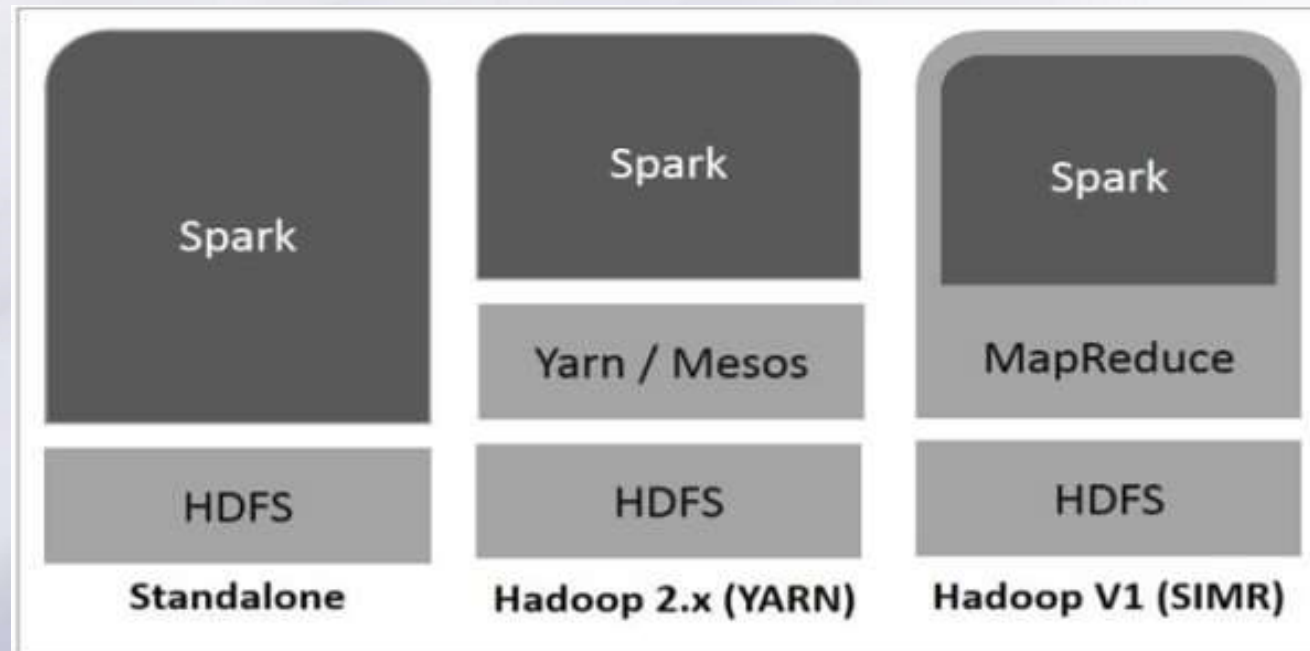 Spark
HDFS
Standalone
Spark
Yarn / Mesos
HDFS
Hadoop 2.x (YARN)
Spark
MapReduce
HDFS
Hadoop V1 (SIMR)